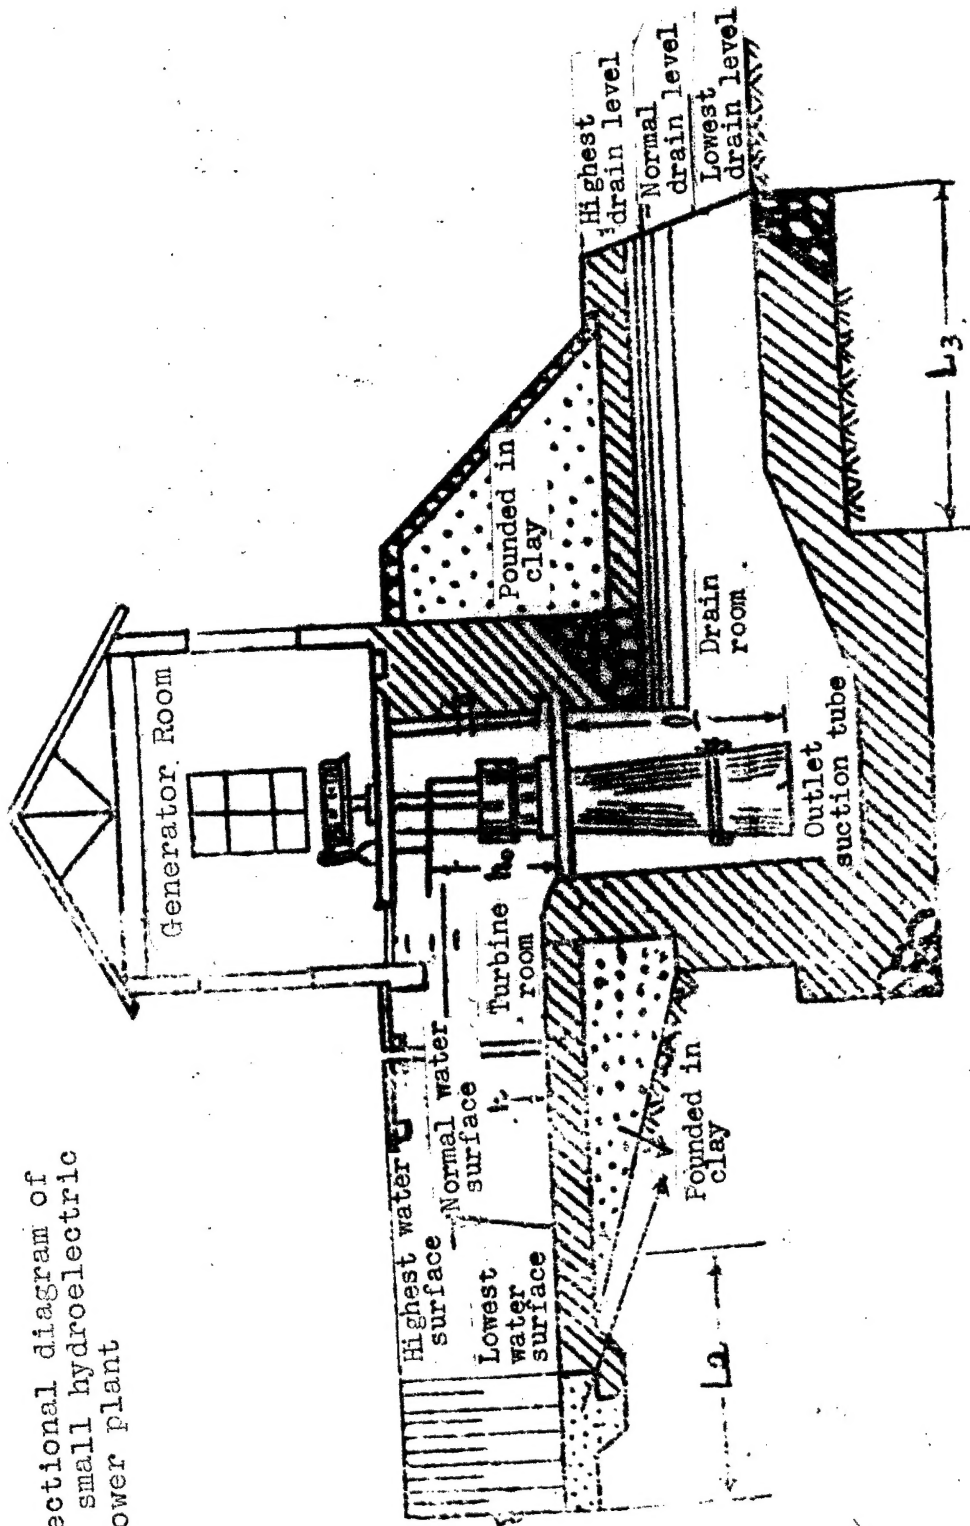 ectional diagram of
small hydroelectric
ower plant
Generator Room
Highest water
surface
Normal water
surface
Lowest
water
surface
Turbine
room
h₀
h
Pounded in
clay
Pounded in
clay
Highest
drain level
Normal
drain level
Lowest
drain level
Drain
room
Outlet
suction tube
L₂
L₃